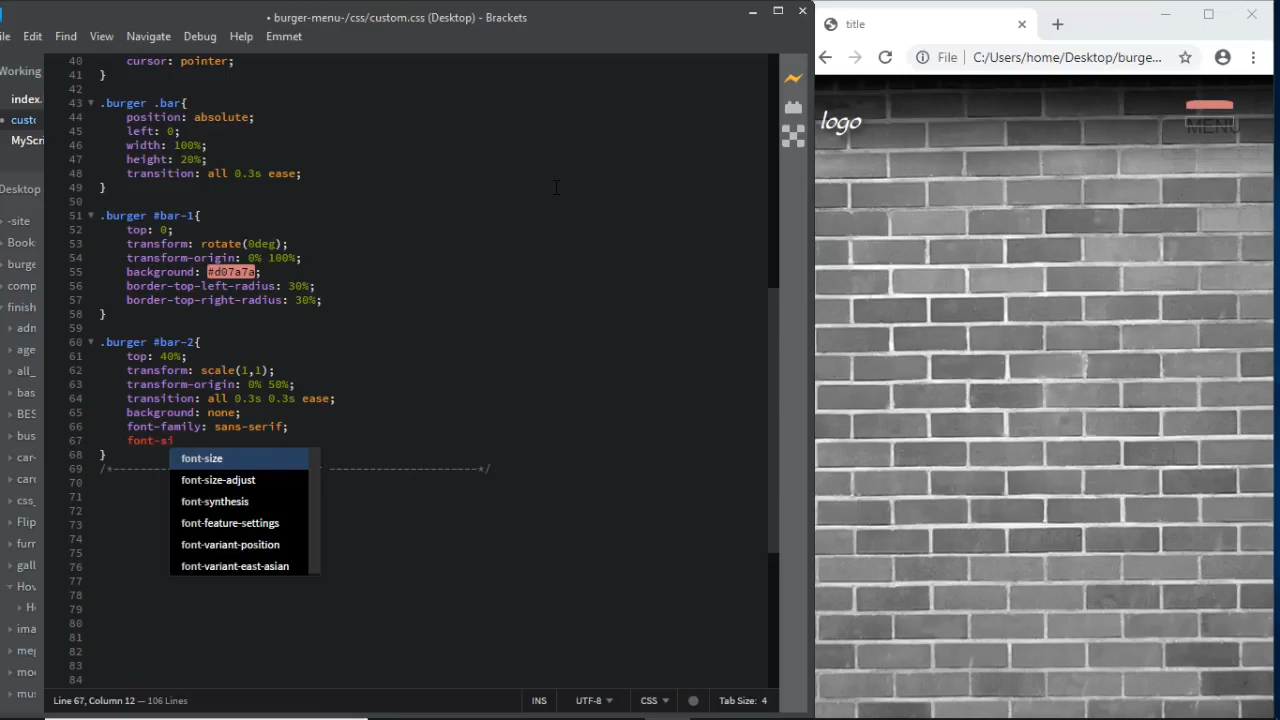 • burger-menu-/css/custom.css (Desktop) - Brackets
ile Edit Find View Navigate Debug Help Emmet
Working
index.
custo
MyScri
Desktop
-site
Book
burge
comp
finish
adn
age
all_
bas
BES
bus
car-
card
css_
Flip
furr
gall
Hov
H
ima
meg
mod
mus
40 cursor: pointer;
41 }
42
43 .burger .bar{
44 position: absolute;
45 left: 0;
46 width: 100%;
47 height: 20%;
48 transition: all 0.3s ease;
49 }
50
51 .burger #bar-1{
52 top: 0;
53 transform: rotate(0deg);
54 transform-origin: 0% 100%;
55 background: #d07a7a;
56 border-top-left-radius: 30%;
57 border-top-right-radius: 30%;
58 }
59
60 .burger #bar-2{
61 top: 40%;
62 transform: scale(1,1);
63 transform-origin: 0% 50%;
64 transition: all 0.3s 0.3s ease;
65 background: none;
66 font-family: sans-serif;
67 font-si
68 }
69 /*------ ---------------------*/
70
71
72
73
74
75
76
77
78
79
80
81
82
83
84
font-size
font-size-adjust
font-synthesis
font-feature-settings
font-variant-position
font-variant-east-asian
Line 67, Column 12 — 106 Lines
INS UTF-8 CSS Tab Size: 4
title
File C:/Users/home/Desktop/burge...
logo
MENU